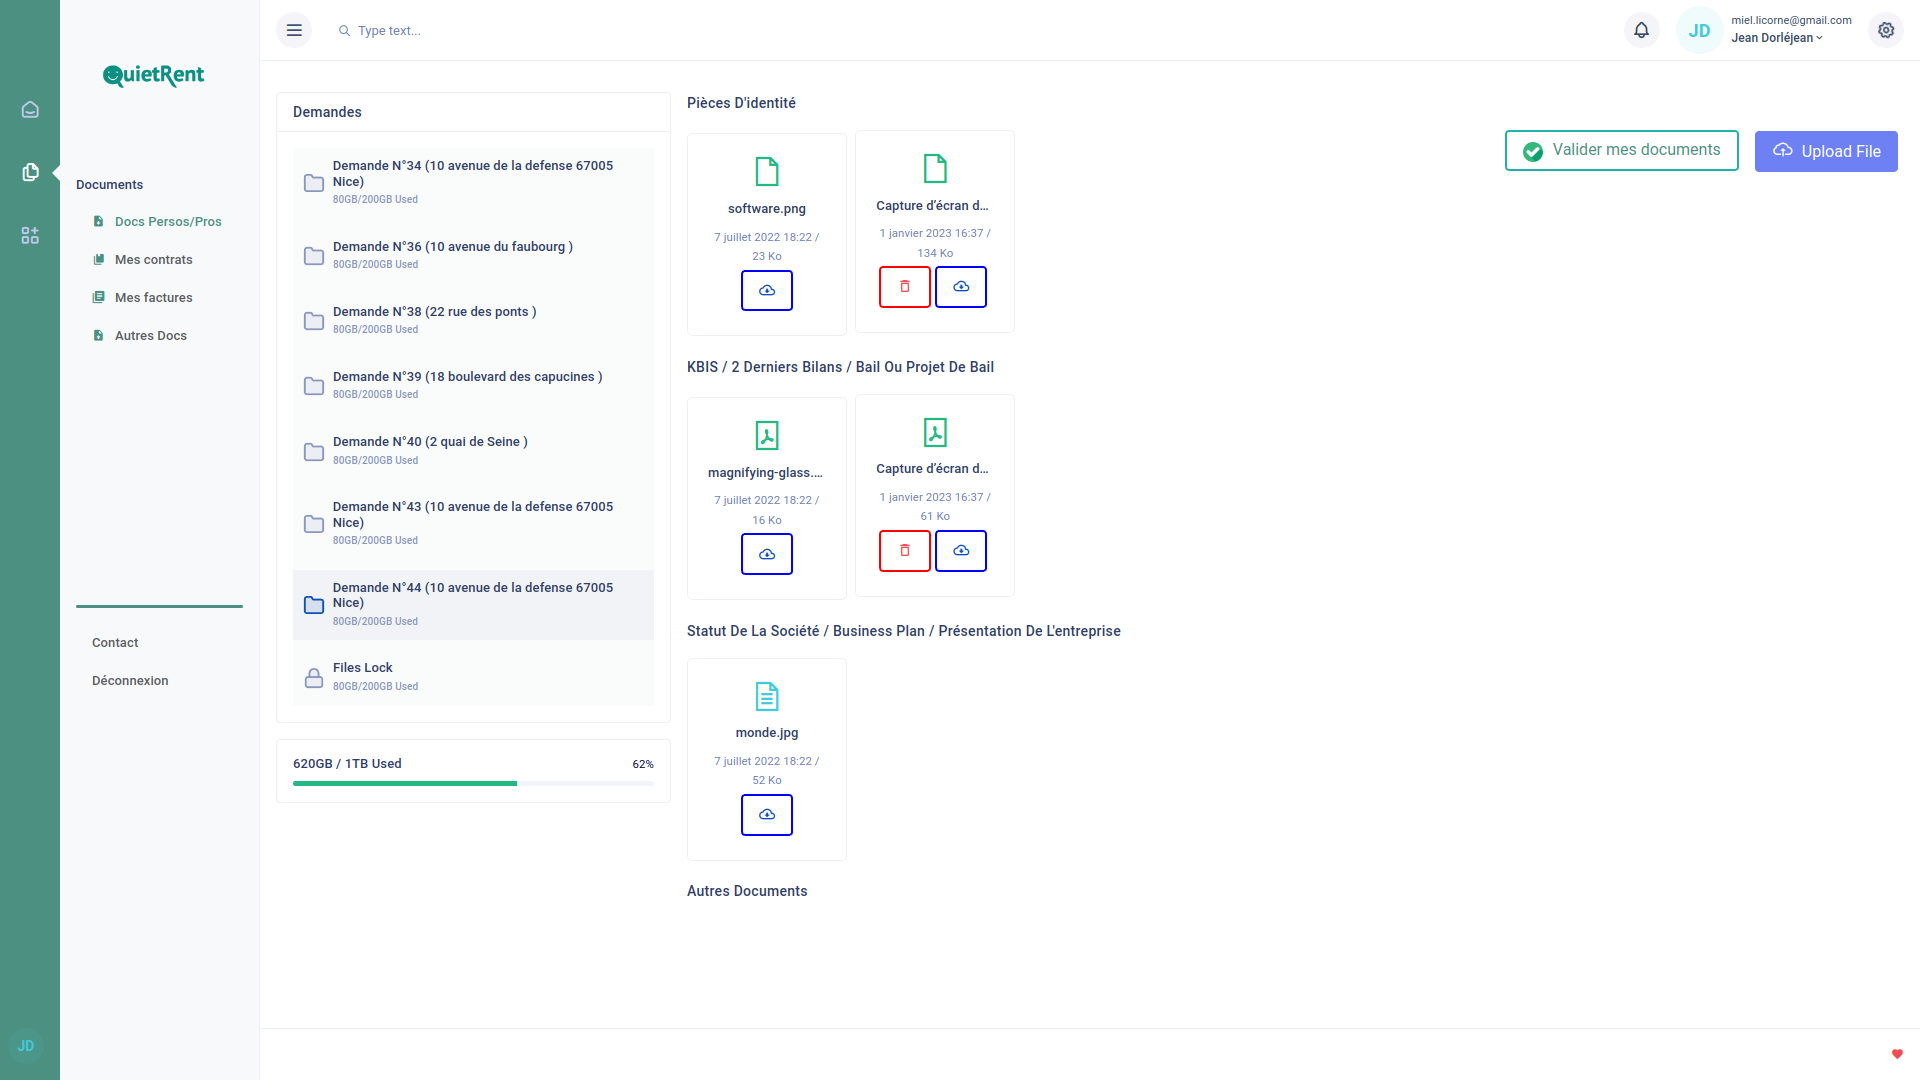 Type text...
JD
miel.licorne@gmail.com
Jean Dorléjean
QuietRent
Documents
Docs Persos/Pros
Mes contrats
Mes factures
Autres Docs
Contact
Déconnexion
JD
Demandes
Demande N°34 (10 avenue de la defense 67005
Nice)
80GB/200GB Used
Demande N°36 (10 avenue du faubourg )
80GB/200GB Used
Demande N°38 (22 rue des ponts )
80GB/200GB Used
Demande N°39 (18 boulevard des capucines )
80GB/200GB Used
Demande N°40 (2 quai de Seine )
80GB/200GB Used
Demande N°43 (10 avenue de la defense 67005
Nice)
80GB/200GB Used
Demande N°44 (10 avenue de la defense 67005
Nice)
80GB/200GB Used
Files Lock
80GB/200GB Used
620GB / 1TB Used
62%
Pièces D'identité
software.png
7 juillet 2022 18:22 /
23 Ko
Capture d’écran d...
1 janvier 2023 16:37 /
134 Ko
Valider mes documents
Upload File
KBIS / 2 Derniers Bilans / Bail Ou Projet De Bail
magnifying-glass....
7 juillet 2022 18:22 /
16 Ko
Capture d’écran d...
1 janvier 2023 16:37 /
61 Ko
Statut De La Société / Business Plan / Présentation De L'entreprise
monde.jpg
7 juillet 2022 18:22 /
52 Ko
Autres Documents